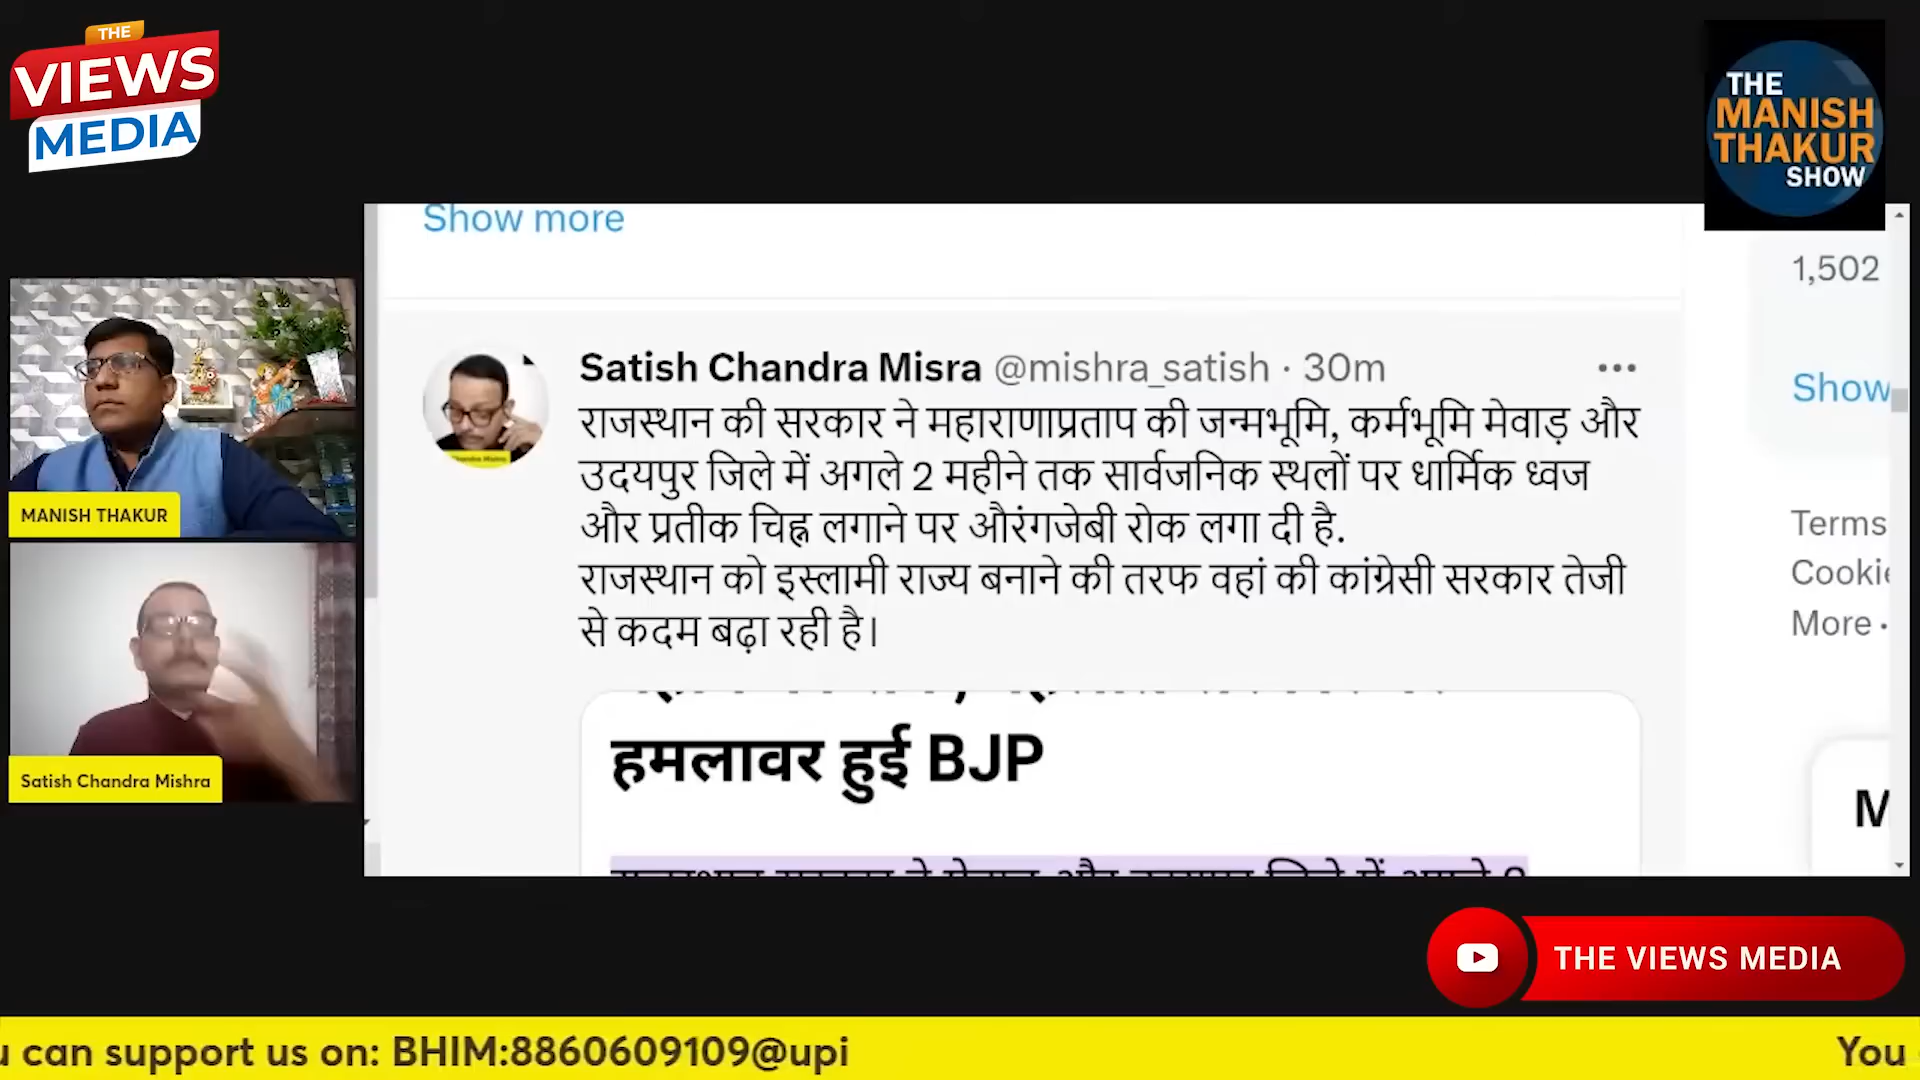 THE
VIEWS
MEDIA
THE
MANISH
THAKUR
SHOW
Show more
1,502
Satish Chandra Misra @mishra_satish · 30m
राजस्थान की सरकार ने महाराणाप्रताप की जन्मभूमि, कर्मभूमि मेवाड़ और
उदयपुर जिले में अगले 2 महीने तक सार्वजनिक स्थलों पर धार्मिक ध्वज
और प्रतीक चिह्न लगाने पर औरंगजेबी रोक लगा दी है.
राजस्थान को इस्लामी राज्य बनाने की तरफ वहां की कांग्रेसी सरकार तेजी
से कदम बढ़ा रही है।
Show
Terms
Cookie
More ·
हमलावर हुई BJP
M
MANISH THAKUR
Satish Chandra Mishra
THE VIEWS MEDIA
u can support us on: BHIM:8860609109@upi
You